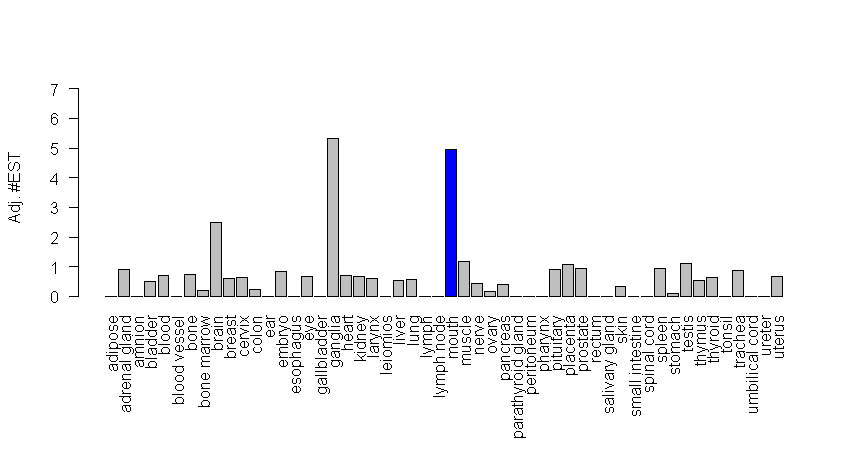 Adj. #EST
7
6
5
4
3
2
1
0
adipose
adrenal gland
amnion
bladder
blood
blood vessel
bone
bone marrow
brain
breast
cervix
colon
ear
embryo
esophagus
eye
gallbladder
ganglia
heart
kidney
larynx
leiomios
liver
lung
lymph
lymph node
mouth
muscle
nerve
ovary
pancreas
parathyroid gland
peritoneum
pharynx
pituitary
placenta
prostate
rectum
salivary gland
skin
small intestine
spinal cord
spleen
stomach
testis
thymus
thyroid
tonsil
trachea
umbilical cord
ureter
uterus